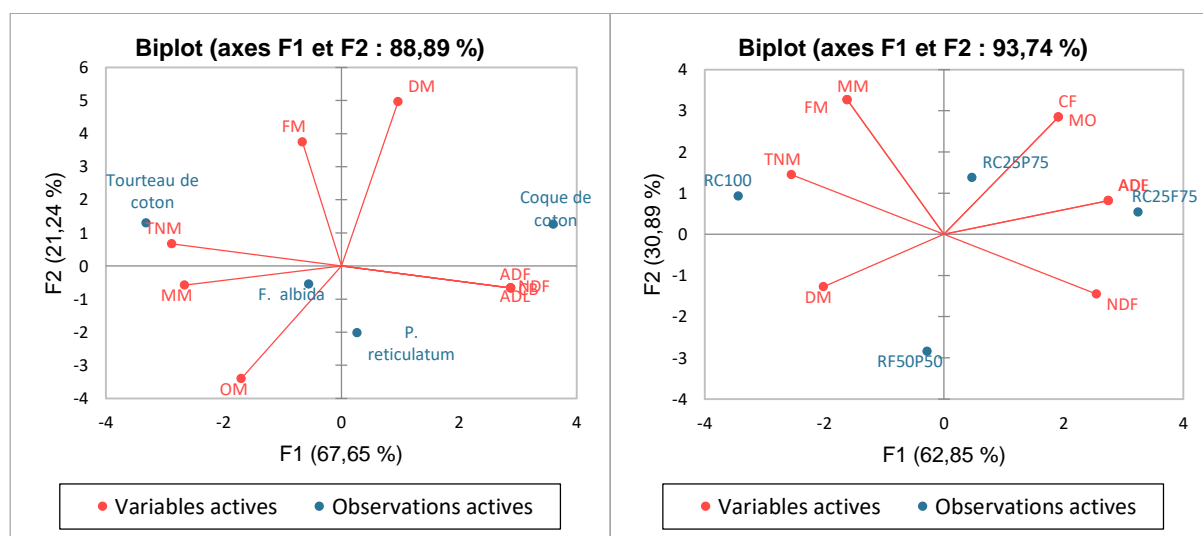 Biplot (axes F1 et F2 : 88,89 %)
6
5
4
3
2
1
0
-1
-2
-3
-4
-4
-2
0
2
4
F2 (21,24 %)
F1 (67,65 %)
DM
FM
Tourteau de
coton
TNM
Coque de
coton
MM
F. albida
ADF
NDF
ADL
P.
reticulatum
OM
Variables actives
Observations actives
Biplot (axes F1 et F2 : 93,74 %)
4
3
2
1
0
-1
-2
-3
-4
-4
-2
0
2
4
F2 (30,89 %)
F1 (62,85 %)
MM
FM
CF
MO
TNM
RC25P75
RC100
RC25F75
DM
NDF
RF50P50
Variables actives
Observations actives